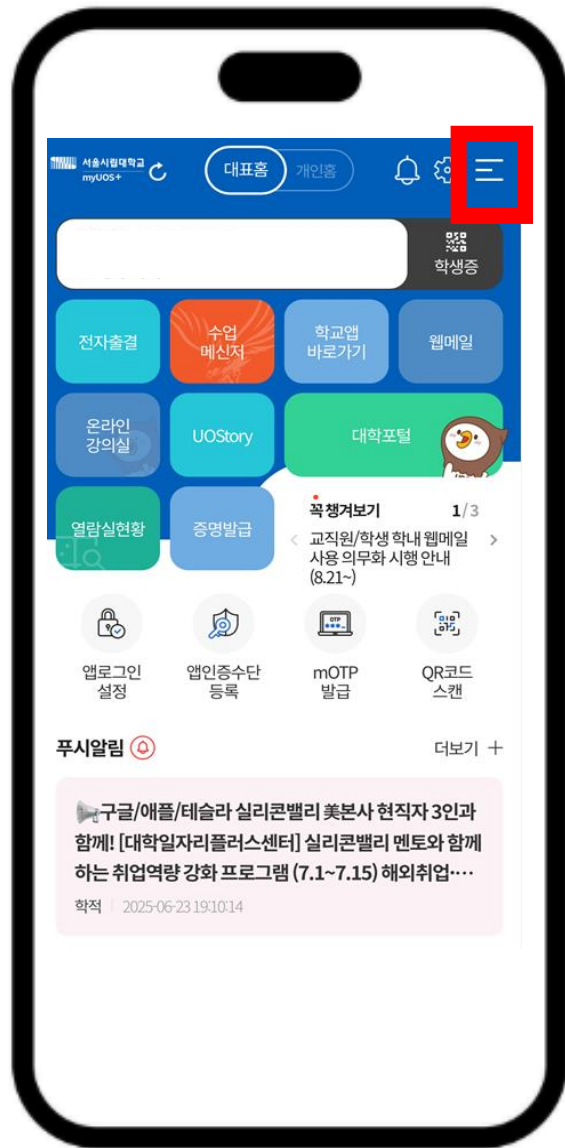 서울시립대학교
myUOS+
대표홈
개인홈
학생증
전자출결
수업
메신저
학교앱
바로가기
웹메일
온라인
강의실
UOStory
대학포털
열람실현황
증명발급
꼭챙겨보기 1/3
교직원/학생 학내 웹메일
사용 의무화 시행 안내
(8.21~)
앱로그인
설정
앱인증수단
등록
OTP
mOTP
발급
QR코드
스캔
푸시알림
더보기 +
구글/애플/테슬라 실리콘밸리 美본사 현직자 3인과
함께! [대학일자리플러스센터] 실리콘밸리 멘토와 함께
하는 취업역량 강화 프로그램 (7.1~7.15) 해외취업·…
학적 2025-06-23 19:10:14